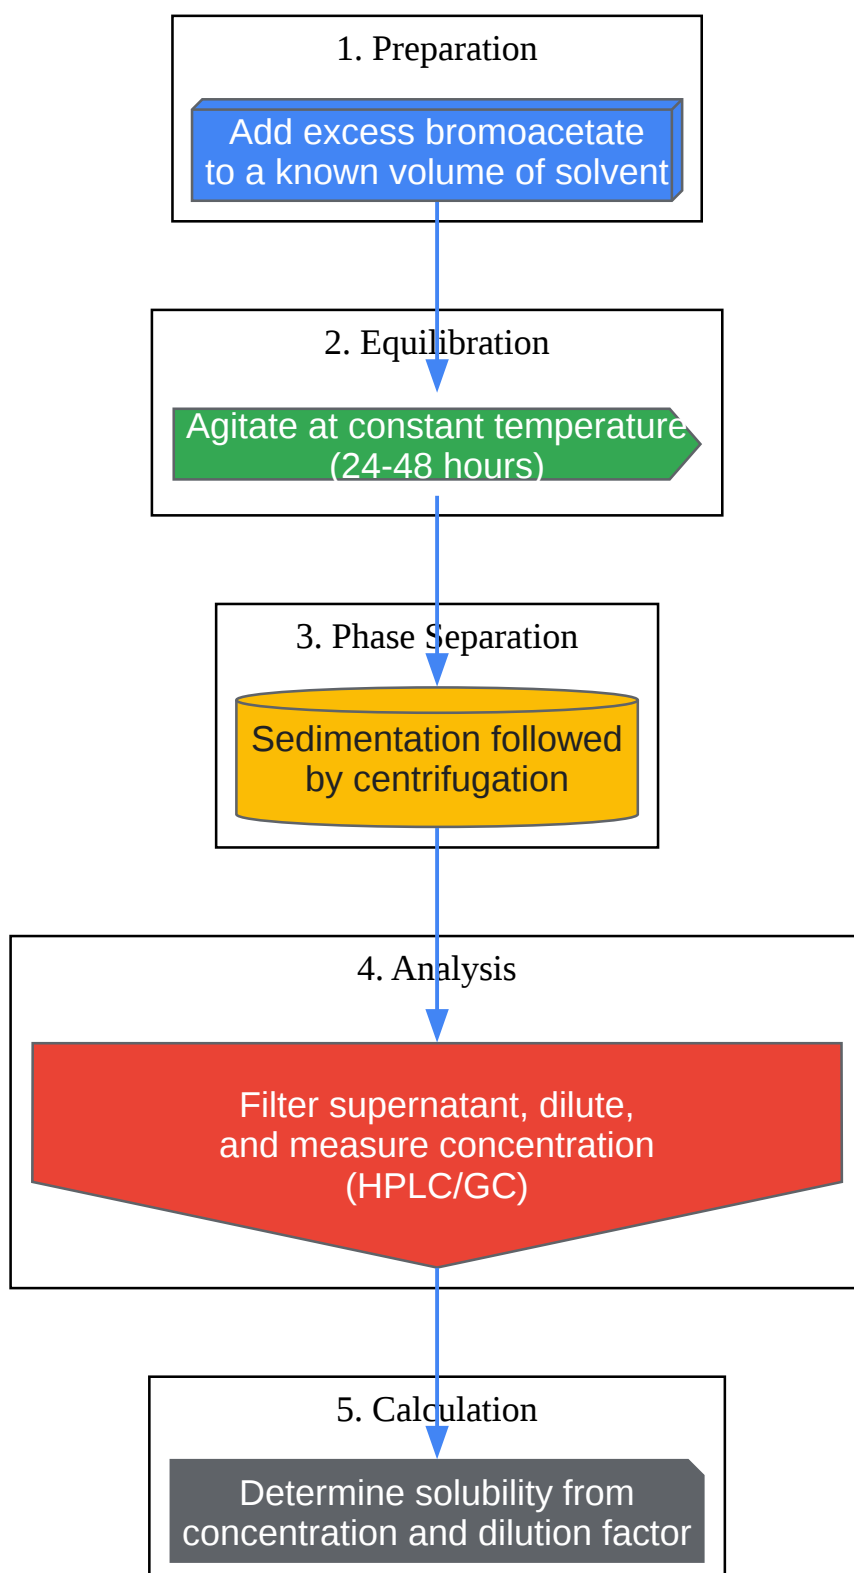 1. Preparation
Add excess bromoacetate
to a known volume of solvent
2. Equilibration
Agitate at constant temperature
(24-48 hours)
3. Phase Separation
Sedimentation followed
by centrifugation
4. Analysis
Filter supernatant, dilute,
and measure concentration
(HPLC/GC)
5. Calculation
Determine solubility from
concentration and dilution factor